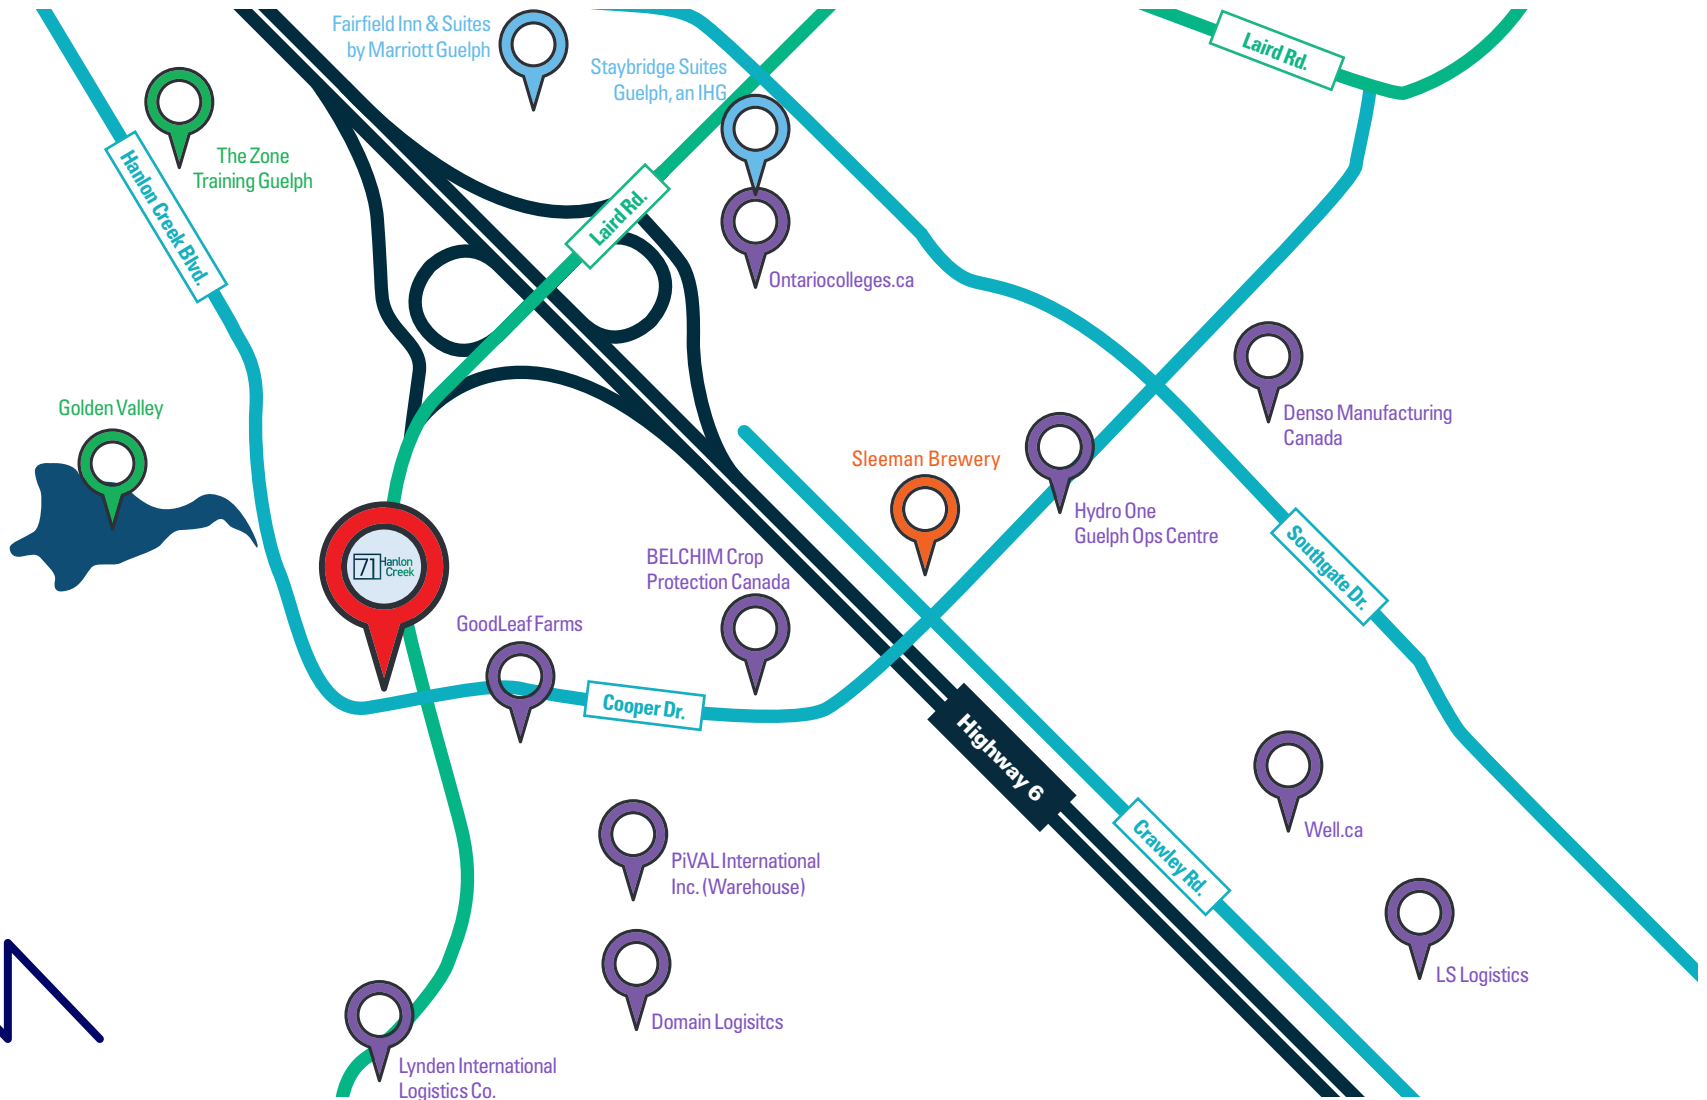 Fairfield Inn & Suites
by Marriott Guelph
Staybridge Suites
Guelph, an IHG
Laird Rd.
The Zone
Training Guelph
Hanlon Creek Blvd.
Laird Rd.
Ontariocolleges.ca
Golden Valley
Denso Manufacturing
Canada
Sleeman Brewery
Hydro One
Guelph Ops Centre
71 Hanlon
Creek
BELCHIM Crop
Protection Canada
Southgate Dr.
GoodLeaf Farms
Cooper Dr.
Highway 6
Crawley Rd.
Well.ca
PiVAL International
Inc. (Warehouse)
LS Logistics
Domain Logisitcs
Lynden International
Logistics Co.